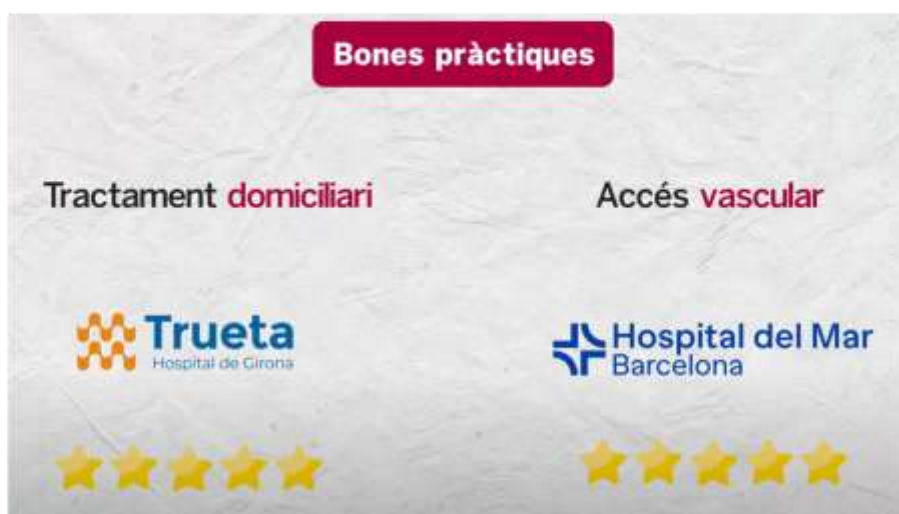 Bones pràctiques
Tractament domiciliari
Accés vascular
Trueta
Hospital de Girona
Hospital del Mar
Barcelona